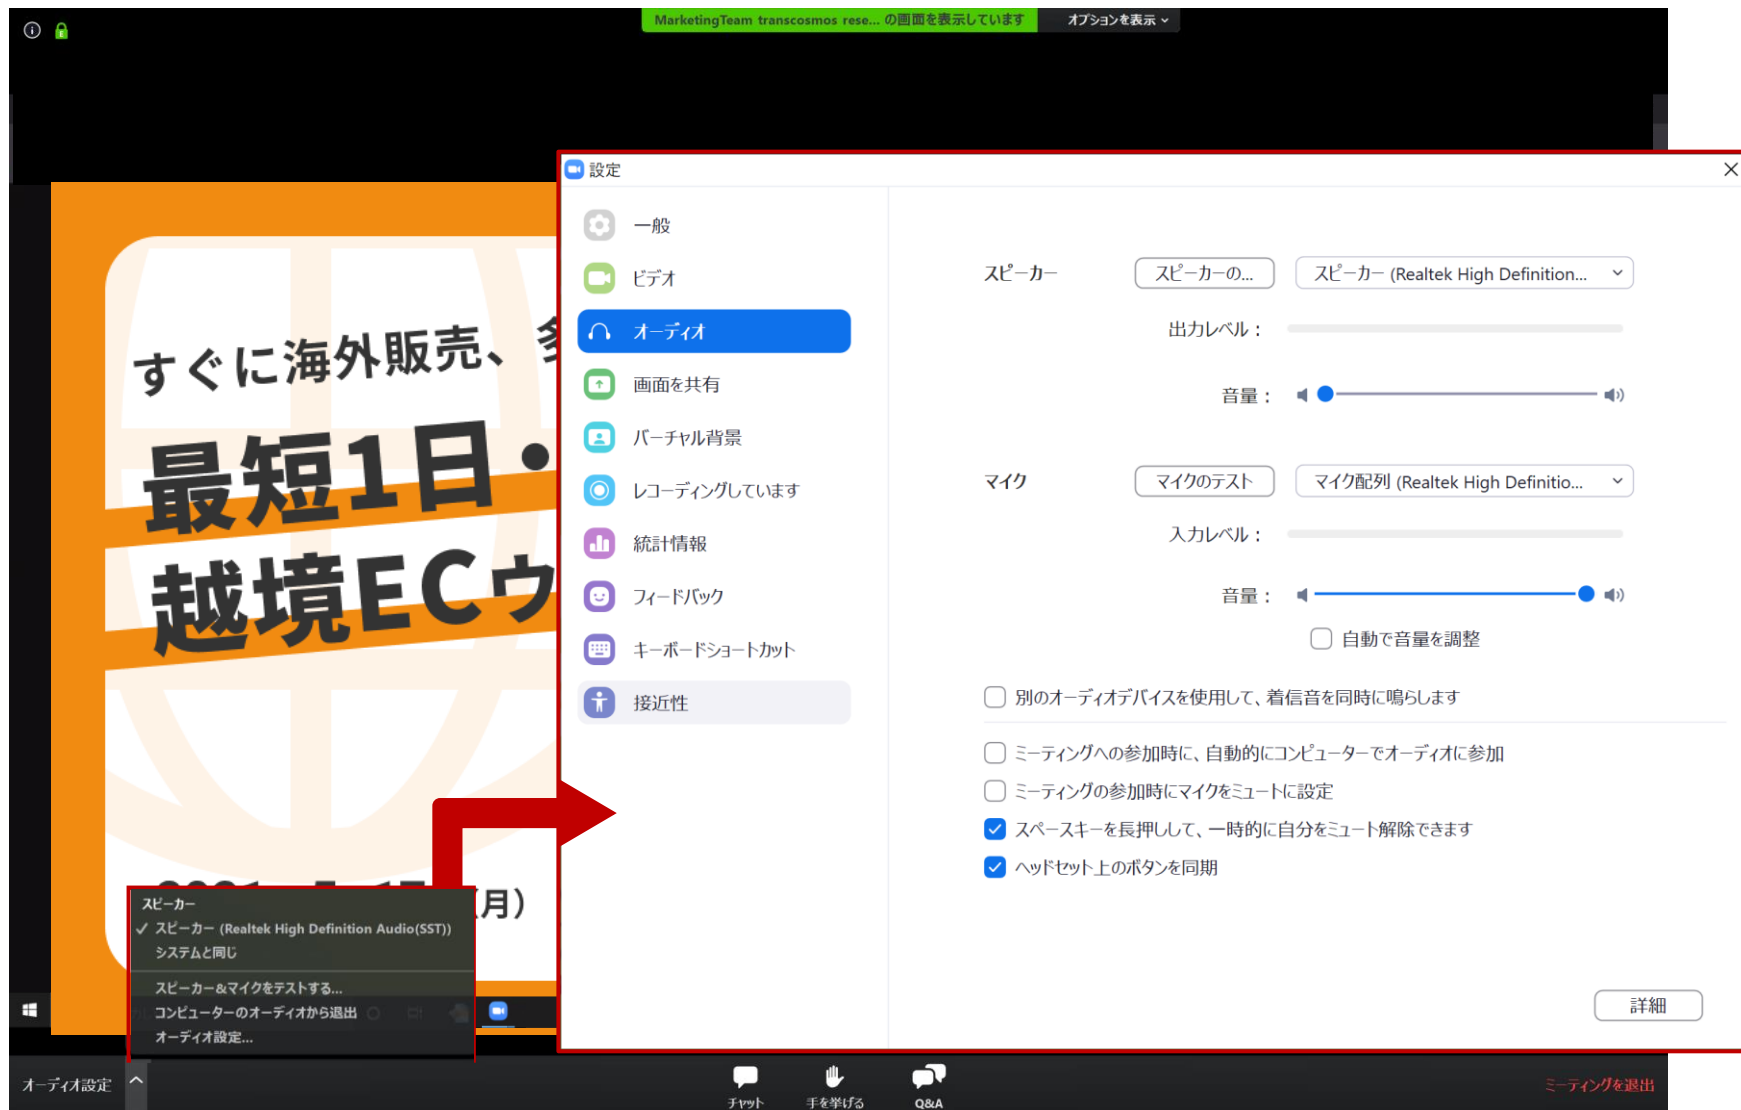 MarketingTeam transcosmos rese... の画面を表示しています
オプションを表示
設定
一般
ビデオ
オーディオ
画面を共有
バーチャル背景
レコーディングしています
統計情報
フィードバック
キーボードショートカット
接近性
スピーカー
スピーカーの...
スピーカー (Realtek High Definition...
出力レベル：
音量：
マイク
マイクのテスト
マイク配列 (Realtek High Definitio...
入力レベル：
音量：
自動で音量を調整
別のオーディオデバイスを使用して、着信音を同時に鳴らします
ミーティングへの参加時に、自動的にコンピューターでオーディオに参加
ミーティングの参加時にマイクをミュートに設定
スペースキーを長押しして、一時的に自分をミュート解除できます
ヘッドセット上のボタンを同期
詳細
すぐに海外販売、
最短1日・
越境ECウ
(月)
スピーカー
スピーカー (Realtek High Definition Audio(SST))
システムと同じ
スピーカー&マイクをテストする...
コンピューターのオーディオから退出
オーディオ設定...
オーディオ設定
チャット
手を挙げる
Q&A
ミーティングを退出